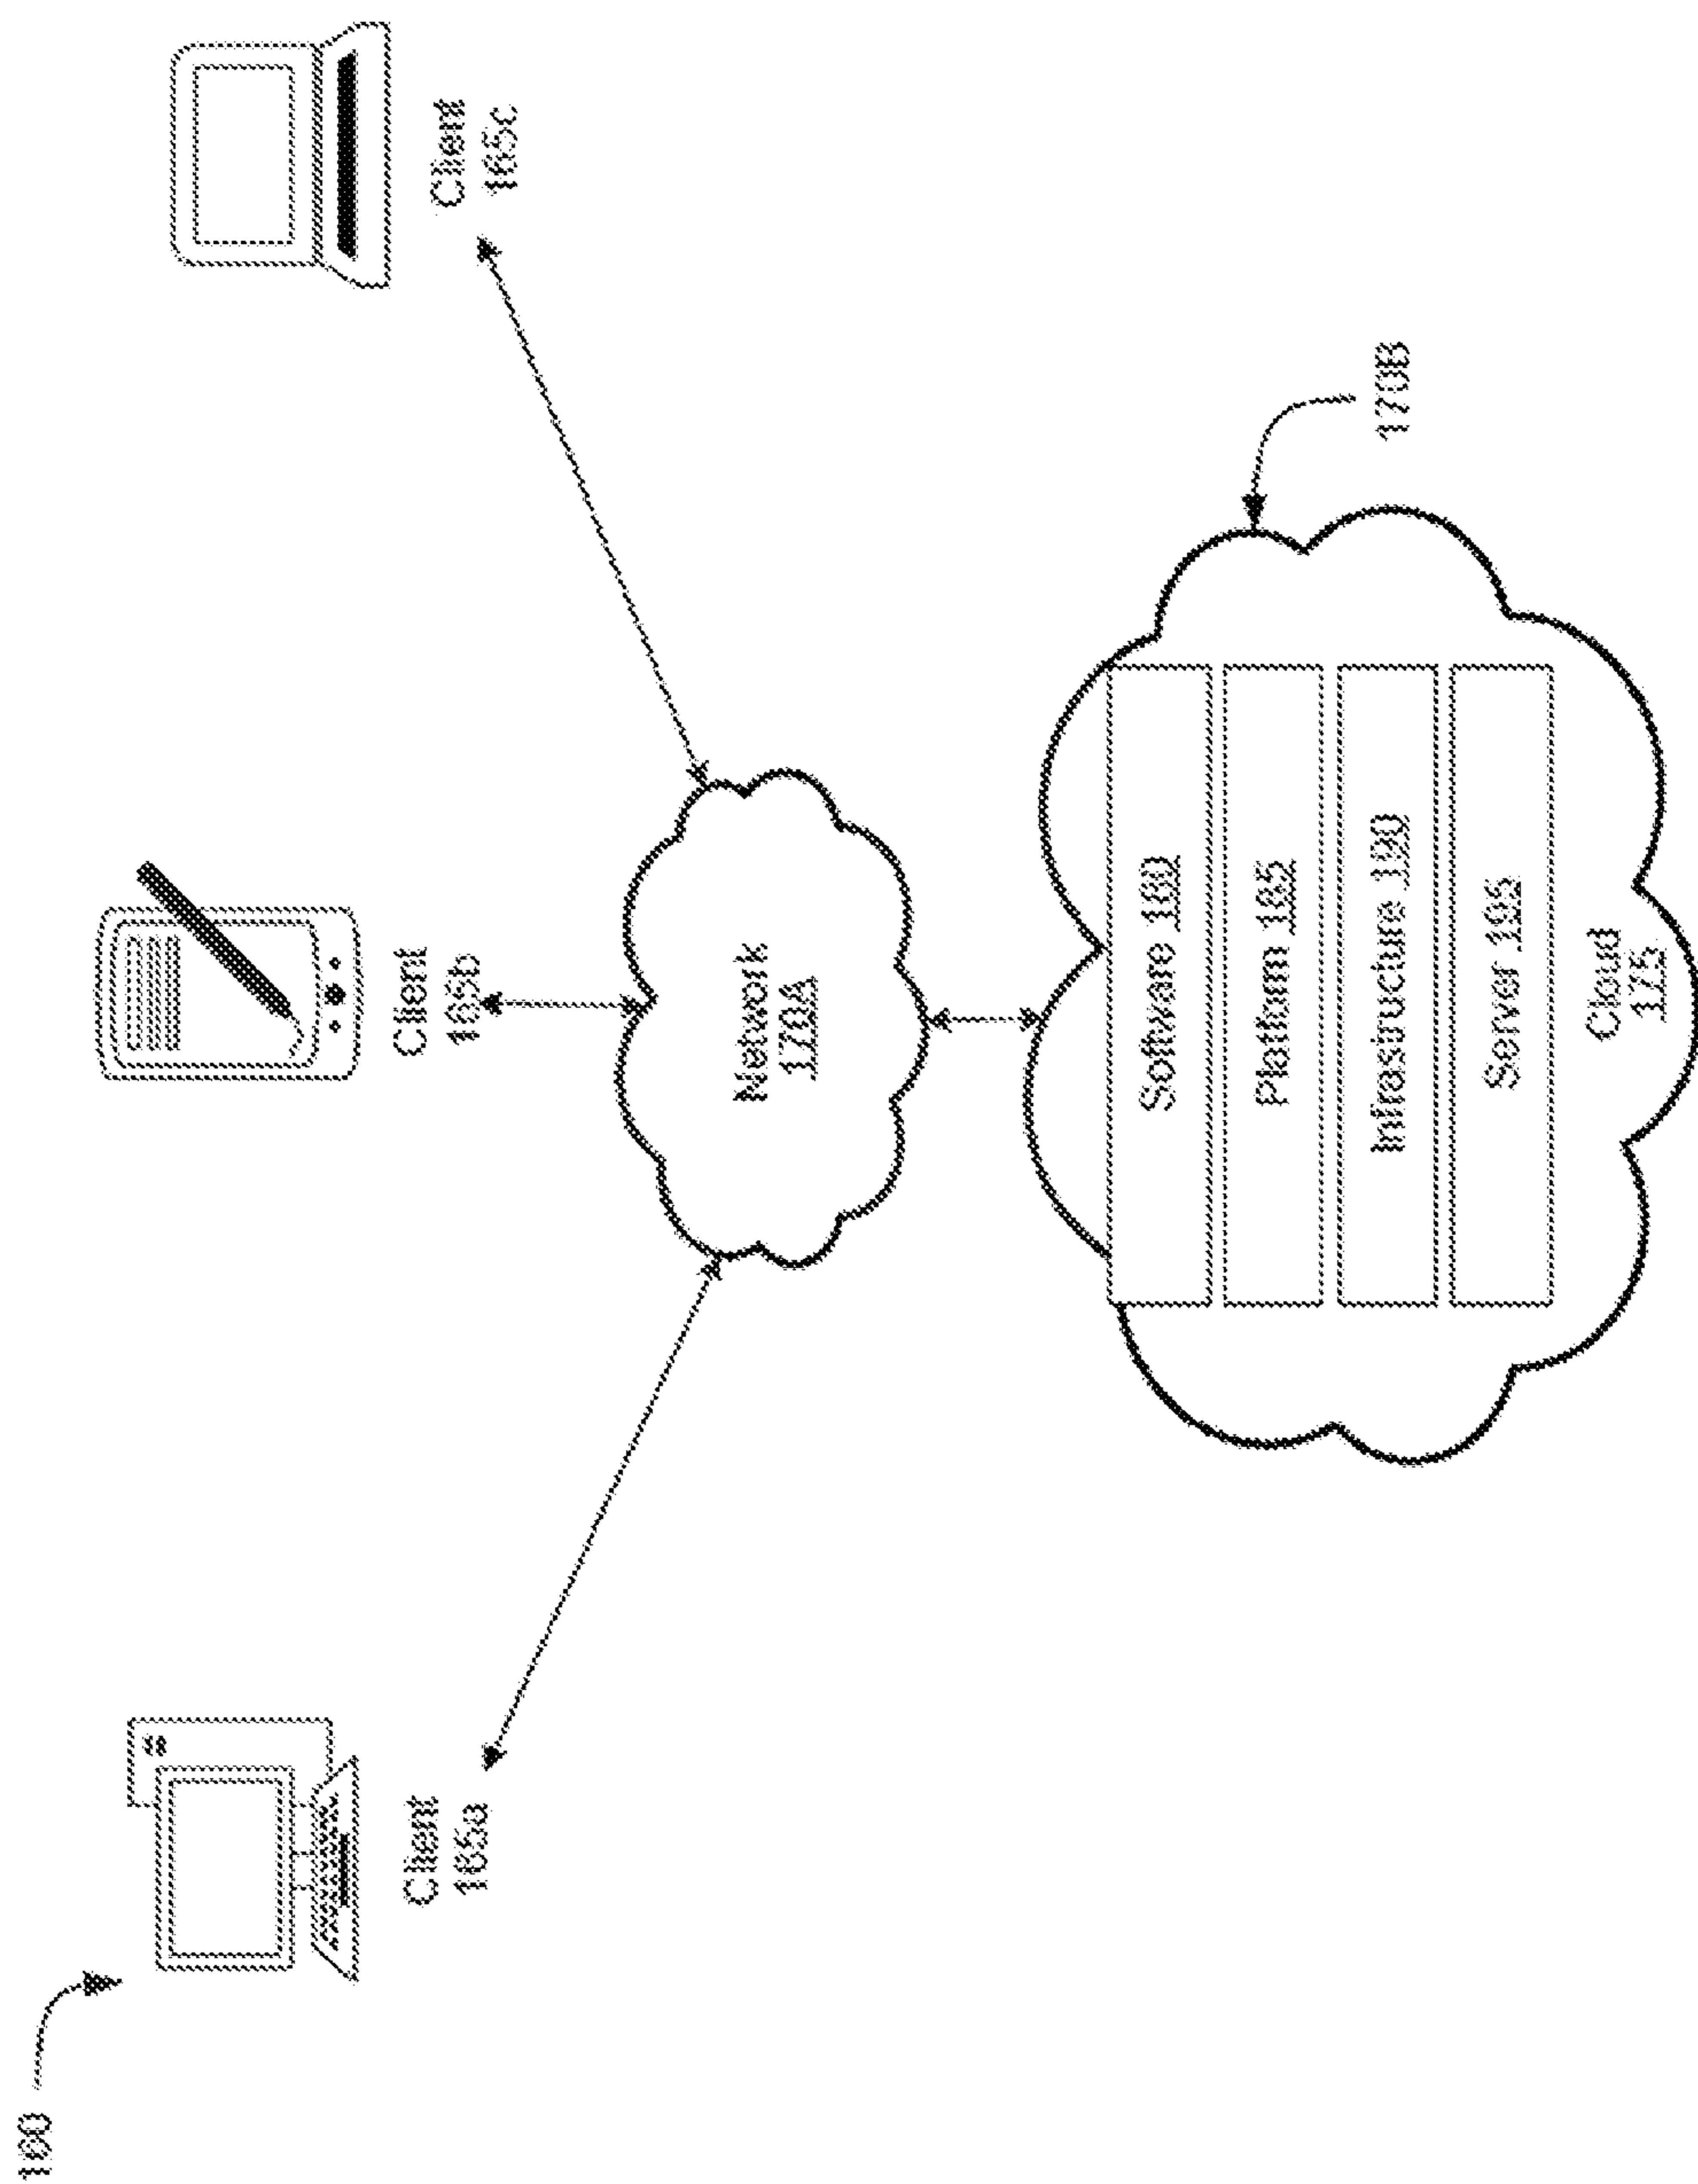 160
Client
165a
Client
165b
Client
165c
Network
170A
170B
Software 180
Platform 185
Infrastructure 190
Server 195
Cloud
175